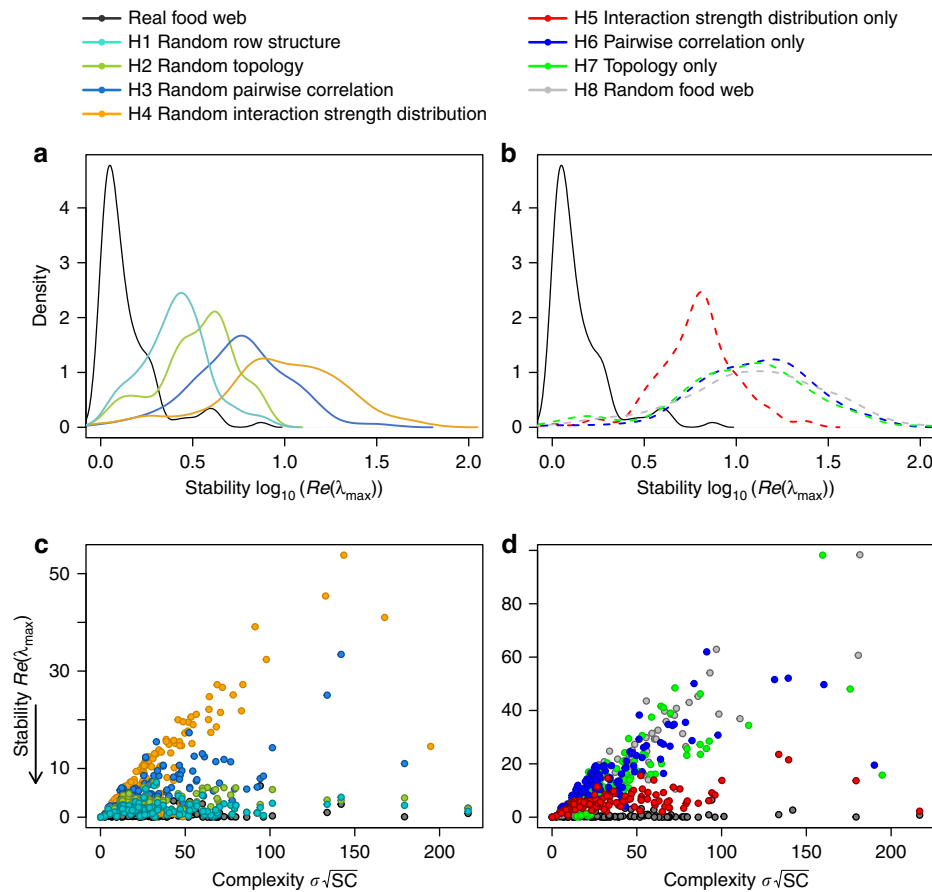 Real food web
H1 Random row structure
H2 Random topology
H3 Random pairwise correlation
H4 Random interaction strength distribution
H5 Interaction strength distribution only
H6 Pairwise correlation only
H7 Topology only
H8 Random food web
a
4
3
2
1
0
Density
0.0 0.5 1.0 1.5 2.0
Stability log₁₀ (Re(λmax))
b
4
3
2
1
0
0.0 0.5 1.0 1.5 2.0
Stability log₁₀ (Re(λmax))
c
50
30
10
0
Stability Re(λmax)
0 50 100 150 200
Complexity σ√SC
d
80
60
40
20
0
0 50 100 150 200
Complexity σ√SC